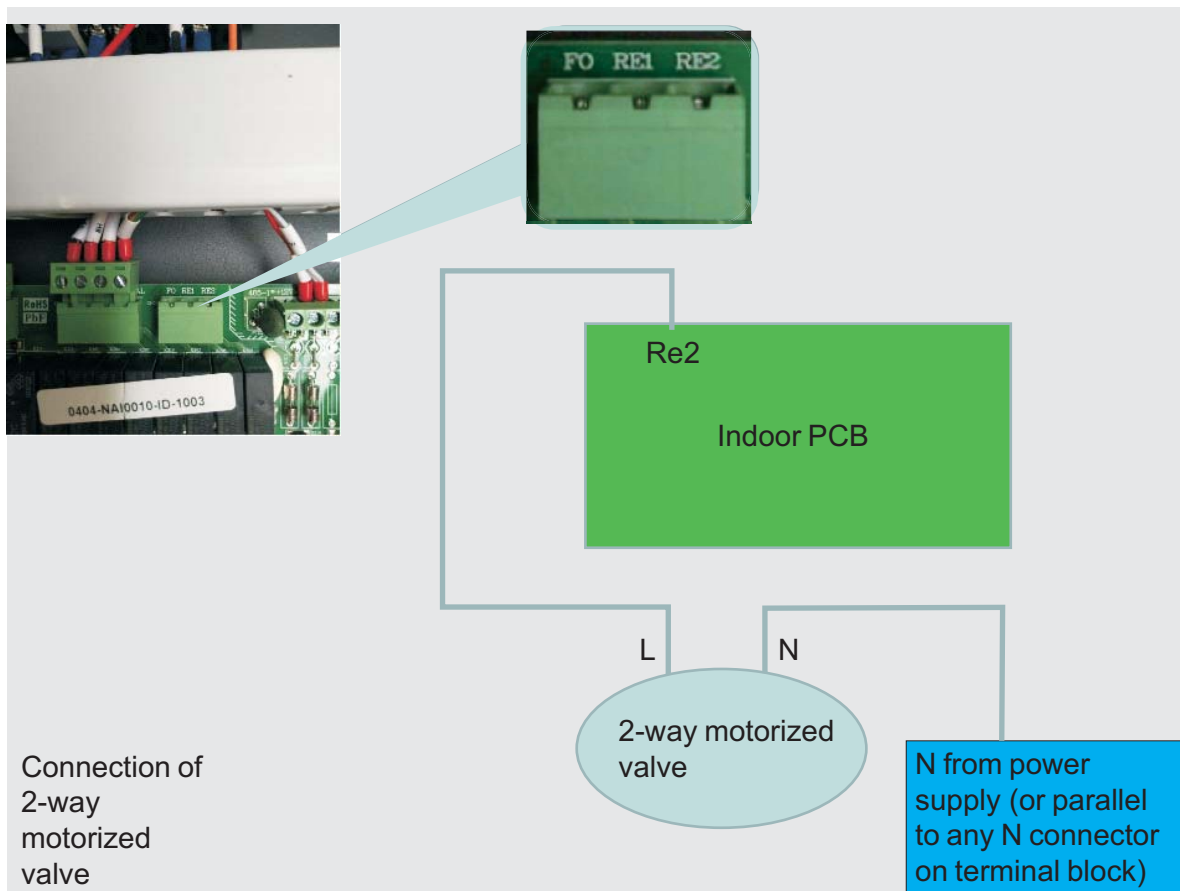 FO RE1 RE2
FO RE1 RE2
RoHS
PbF
0404-NAI0010-ID-1003
Re2
Indoor PCB
L N
2-way motorized
valve
Connection of
2-way
motorized
valve
N from power
supply (or parallel
to any N connector
on terminal block)